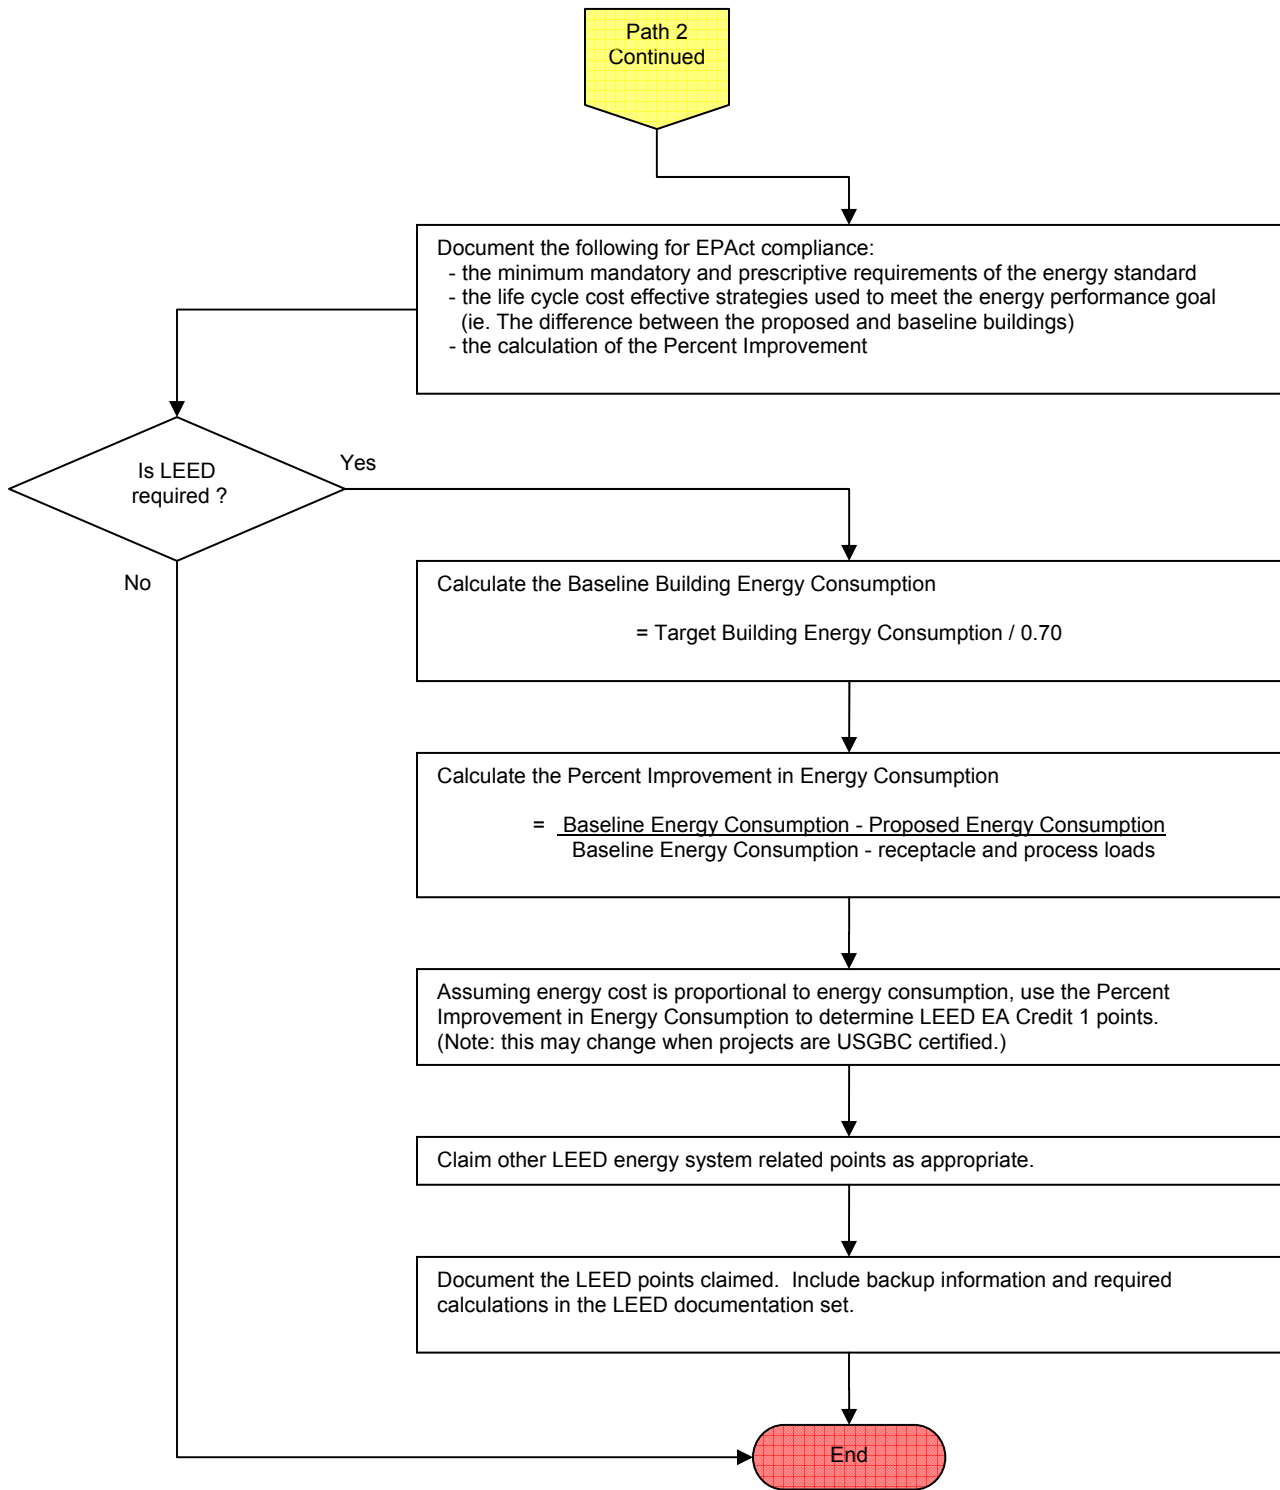 Path 2
Continued
Document the following for EPAct compliance:
- the minimum mandatory and prescriptive requirements of the energy standard
- the life cycle cost effective strategies used to meet the energy performance goal
(ie. The difference between the proposed and baseline buildings)
- the calculation of the Percent Improvement
Is LEED
required ?
Yes
No
Calculate the Baseline Building Energy Consumption
= Target Building Energy Consumption / 0.70
Calculate the Percent Improvement in Energy Consumption
= Baseline Energy Consumption - Proposed Energy Consumption
Baseline Energy Consumption - receptacle and process loads
Assuming energy cost is proportional to energy consumption, use the Percent
Improvement in Energy Consumption to determine LEED EA Credit 1 points.
(Note: this may change when projects are USGBC certified.)
Claim other LEED energy system related points as appropriate.
Document the LEED points claimed.  Include backup information and required
calculations in the LEED documentation set.
End